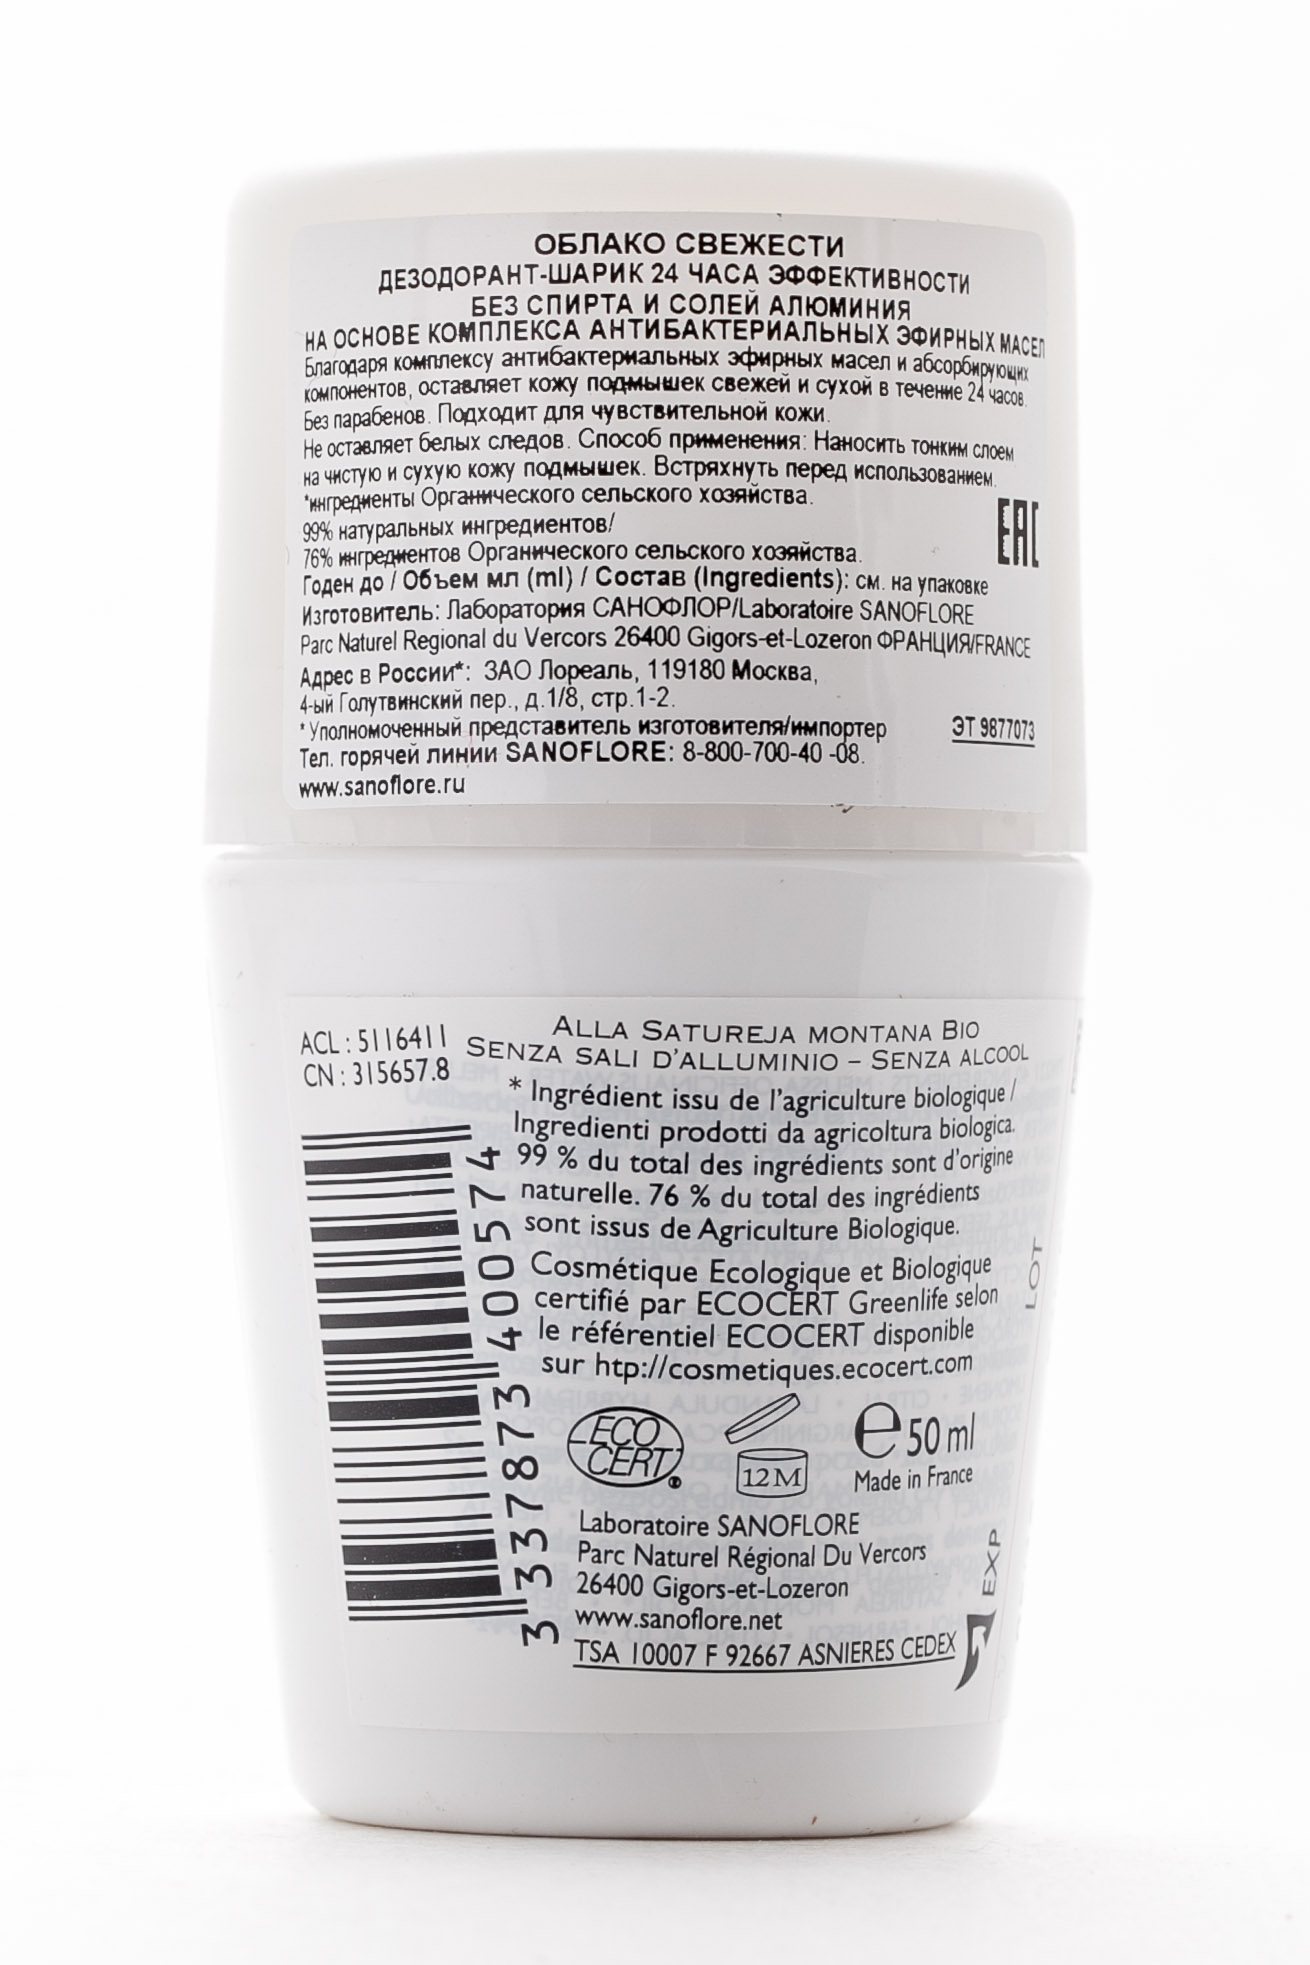 ОБЛАКО СВЕЖЕСТИ
ДЕЗОДОРАНТ-ШАРИК 24 ЧАСА ЭФФЕКТИВНОСТИ
БЕЗ СПИРТА И СОЛЕЙ АЛЮМИНИЯ
НА ОСНОВЕ КОМПЛЕКСА АНТИБАКТЕРИАЛЬНЫХ ЭФИРНЫХ МАСЕЛ
Благодаря комплексу антибактериальных эфирных масел и абсорбирующих
компонентов, оставляет кожу подмышек свежей и сухой в течение 24 часов.
Без парабенов. Подходит для чувствительной кожи.
Не оставляет белых следов. Способ применения: Наносить тонким слоем
на чистую и сухую кожу подмышек. Встряхнуть перед использованием.
*ингредиенты Органического сельского хозяйства.
99% натуральных ингредиентов/
76% ингредиентов Органического сельского хозяйства.
EAC
Годен до / Объем мл (ml) / Состав (Ingredients): см. на упаковке
Изготовитель: Лаборатория САНОФЛОР/Laboratoire SANOFLORE
Parc Naturel Regional du Vercors 26400 Gigors-et-Lozeron ФРАНЦИЯ/FRANCE
Адрес в России*: ЗАО Лореаль, 119180 Москва,
4-ый Голутвинский пер., д.1/8, стр.1-2.
* Уполномоченный представитель изготовителя/импортер
ЭТ 9877073
Тел. горячей линии SANOFLORE: 8-800-700-40 -08.
www.sanoflore.ru
ACL : 5116411
CN : 315657.8
ALLA SATUREJA MONTANA BIO
SENZA SALI D'ALLUMINIO – SENZA ALCOOL
* Ingrédient issu de l'agriculture biologique /
Ingredienti prodotti da agricoltura biologica.
99 % du total des ingrédients sont d'origine
naturelle. 76 % du total des ingrédients
sont issus de Agriculture Biologique.
Cosmétique Ecologique et Biologique
certifié par ECOCERT Greenlife selon
le référentiel ECOCERT disponible
sur htp://cosmetiques.ecocert.com
3 337873 400574
ECO
CERT
12 M
e 50 ml
Made in France
Laboratoire SANOFLORE
Parc Naturel Régional Du Vercors
26400 Gigors-et-Lozeron
www.sanoflore.net
TSA 10007 F 92667 ASNIERES CEDEX
LOT
EXP